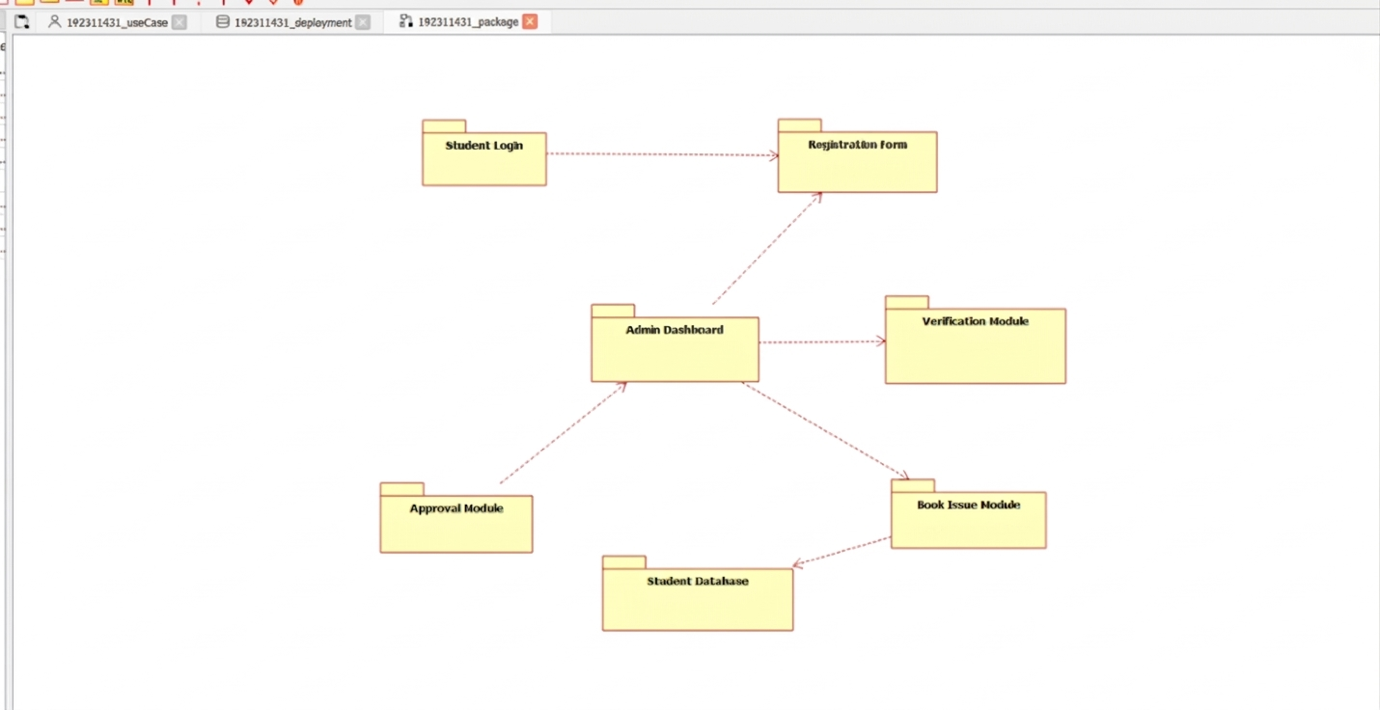 192311431_useCase
192311431_deployment
192311431_package
Student Login
Registration form
Admin Dashboard
Verification Module
Approval Module
Book Issue Module
Student Database